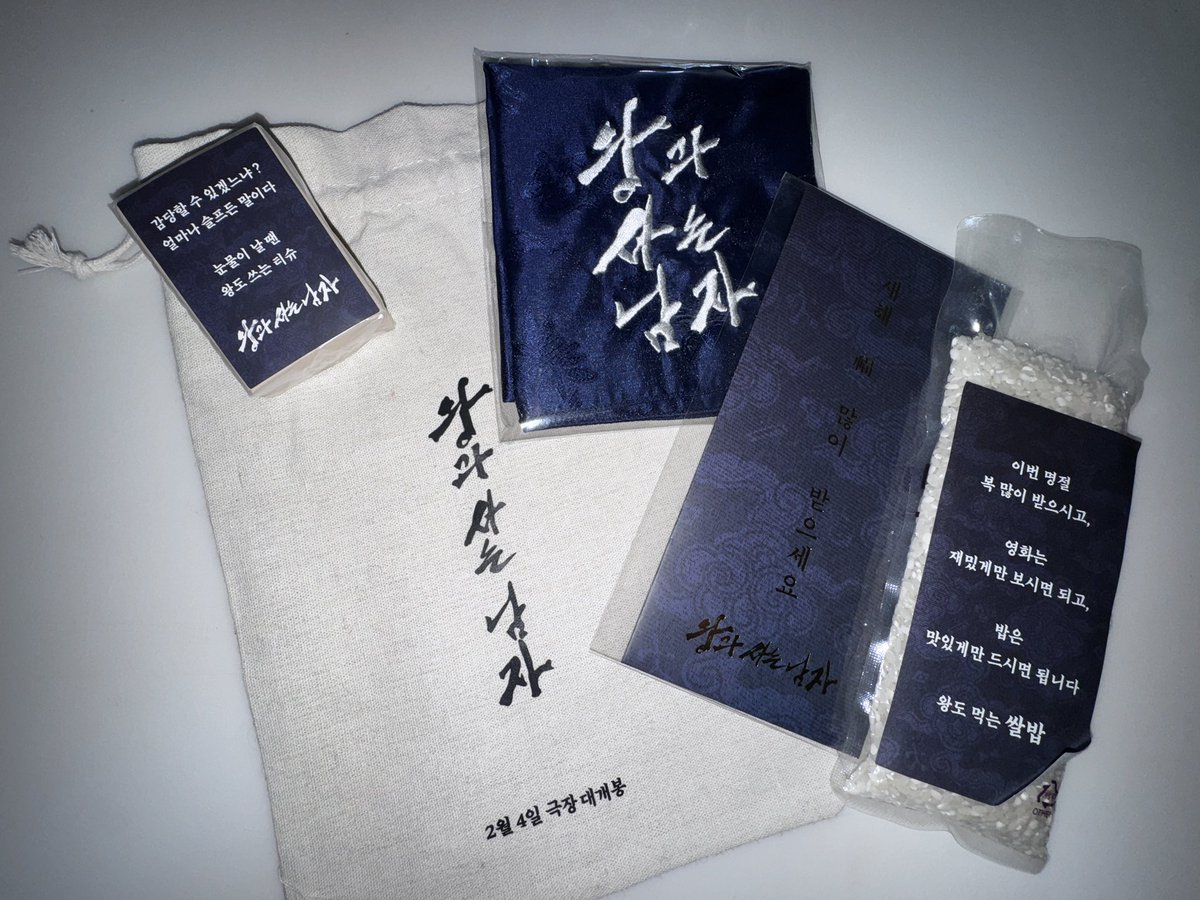 감당할 수 있겠느냐?
얼마나 슬프든 말이다
눈물이 날 땐
왕도 쓰는 티슈
왕과 사는 남자
왕과
사는
남자
왕과 사는 남자
2월 4일 극장 대개봉
새해 福 많이 받으세요
왕과 사는 남자
이번 명절
복 많이 받으시고,
영화는
재밌게만 보시면 되고,
밥은
맛있게만 드시면 됩니다
왕도 먹는 쌀밥